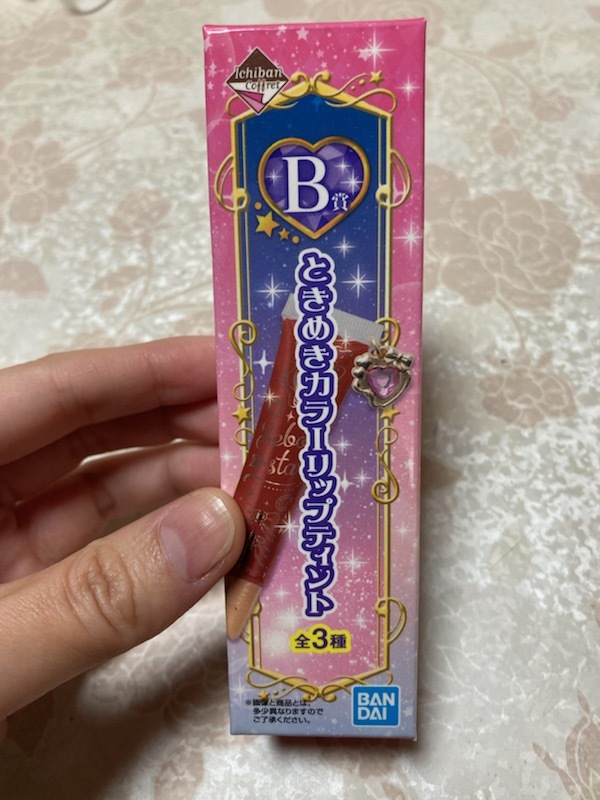 Ichiban
Coffret
B賞
ときめきカラーリップティント
全3種
※画像と商品とは、
多少異なりますので
ご了承ください。
BAN
DAI